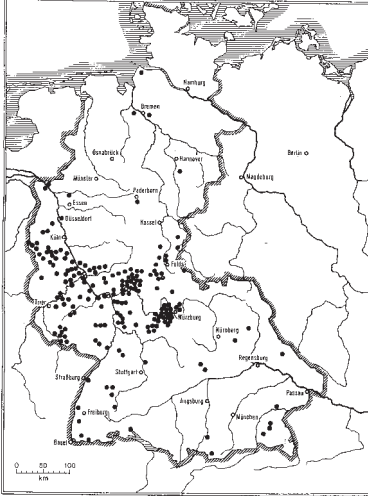 Hamburg
Bremen
Osnabrück
Hannover
Berlin
Münster
Magdeburg
Paderborn
Essen
Düsseldorf
Kassel
Köln
Fulda
Trier
Würzburg
Nürnberg
Regensburg
Stuttgart
Straßburg
Passau
Augsburg
Freiburg
München
Basel
0 50 100
km